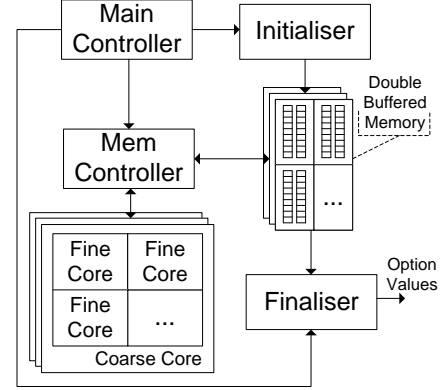 Main
Controller
Initialiser
Double
Buffered
Memory
Mem
Controller
...
Fine
Core
Fine
Core
Fine
Core
...
Coarse Core
Finaliser
Option
Values